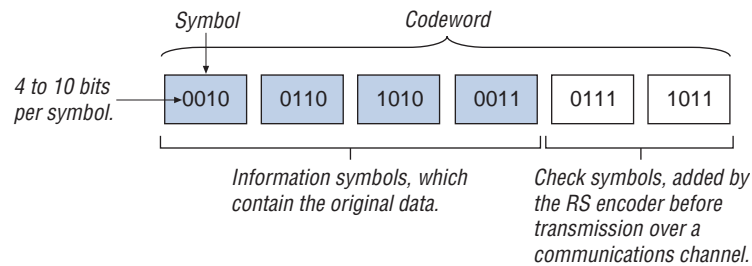 Symbol
Codeword
4 to 10 bits
per symbol.
0010 0110 1010 0011 0111 1011
Information symbols, which
contain the original data.
Check symbols, added by
the RS encoder before
transmission over a
communications channel.